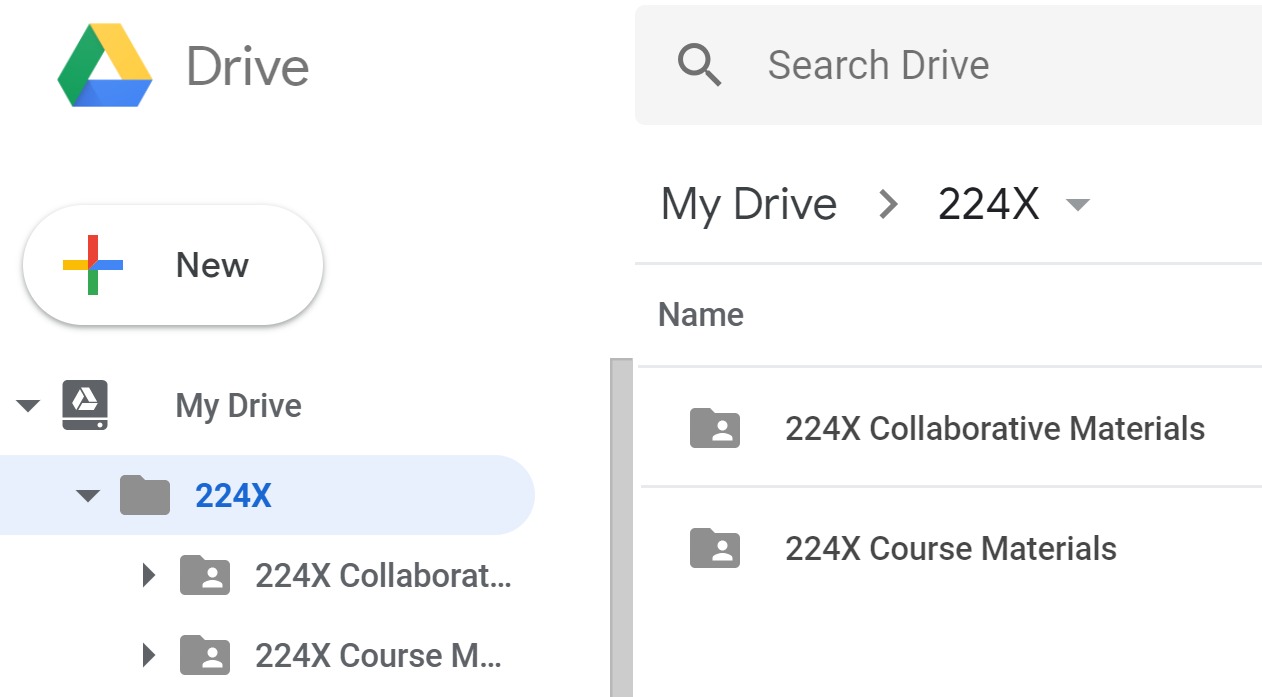 Drive
Search Drive
New
My Drive
224X
224X Collaborat...
224X Course M...
My Drive > 224X
Name
224X Collaborative Materials
224X Course Materials